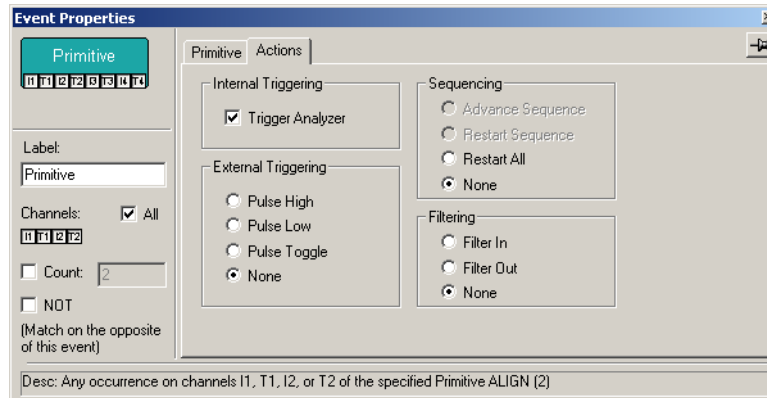 Event Properties
Primitive
I1 T1 I2 T2 I3 T3 I4 T4
Label:
Primitive
Channels:
All
I1 T1 I2 T2
Count:
2
NOT
(Match on the opposite
of this event)
Primitive
Actions
Internal Triggering
Trigger Analyzer
External Triggering
Pulse High
Pulse Low
Pulse Toggle
None
Sequencing
Advance Sequence
Restart Sequence
Restart All
None
Filtering
Filter In
Filter Out
None
Desc: Any occurrence on channels I1, T1, I2, or T2 of the specified Primitive ALIGN (2)